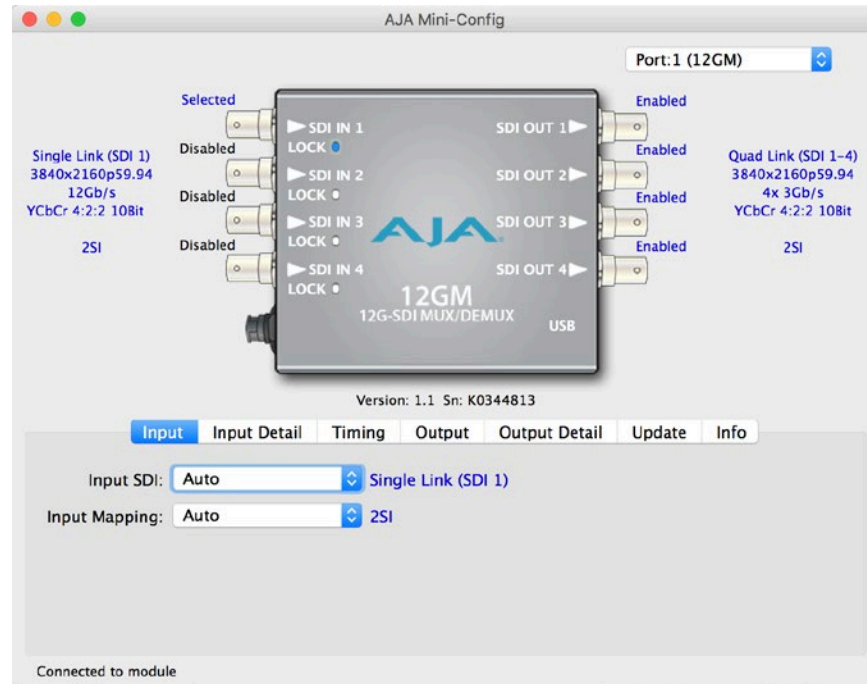 AJA Mini-Config
Port:1 (12GM)
Selected
Disabled
Disabled
Disabled
Single Link (SDI 1)
3840x2160p59.94
12Gb/s
YCbCr 4:2:2 10Bit
2SI
SDI IN 1
LOCK
SDI IN 2
LOCK
SDI IN 3
LOCK
SDI IN 4
LOCK
SDI OUT 1
SDI OUT 2
SDI OUT 3
SDI OUT 4
AJA
12GM
12G-SDI MUX/DEMUX
USB
Enabled
Enabled
Enabled
Enabled
Quad Link (SDI 1-4)
3840x2160p59.94
4x 3Gb/s
YCbCr 4:2:2 10Bit
2SI
Version: 1.1 Sn: K0344813
Input Input Detail Timing Output Output Detail Update Info
Input SDI: Auto Single Link (SDI 1)
Input Mapping: Auto 2SI
Connected to module